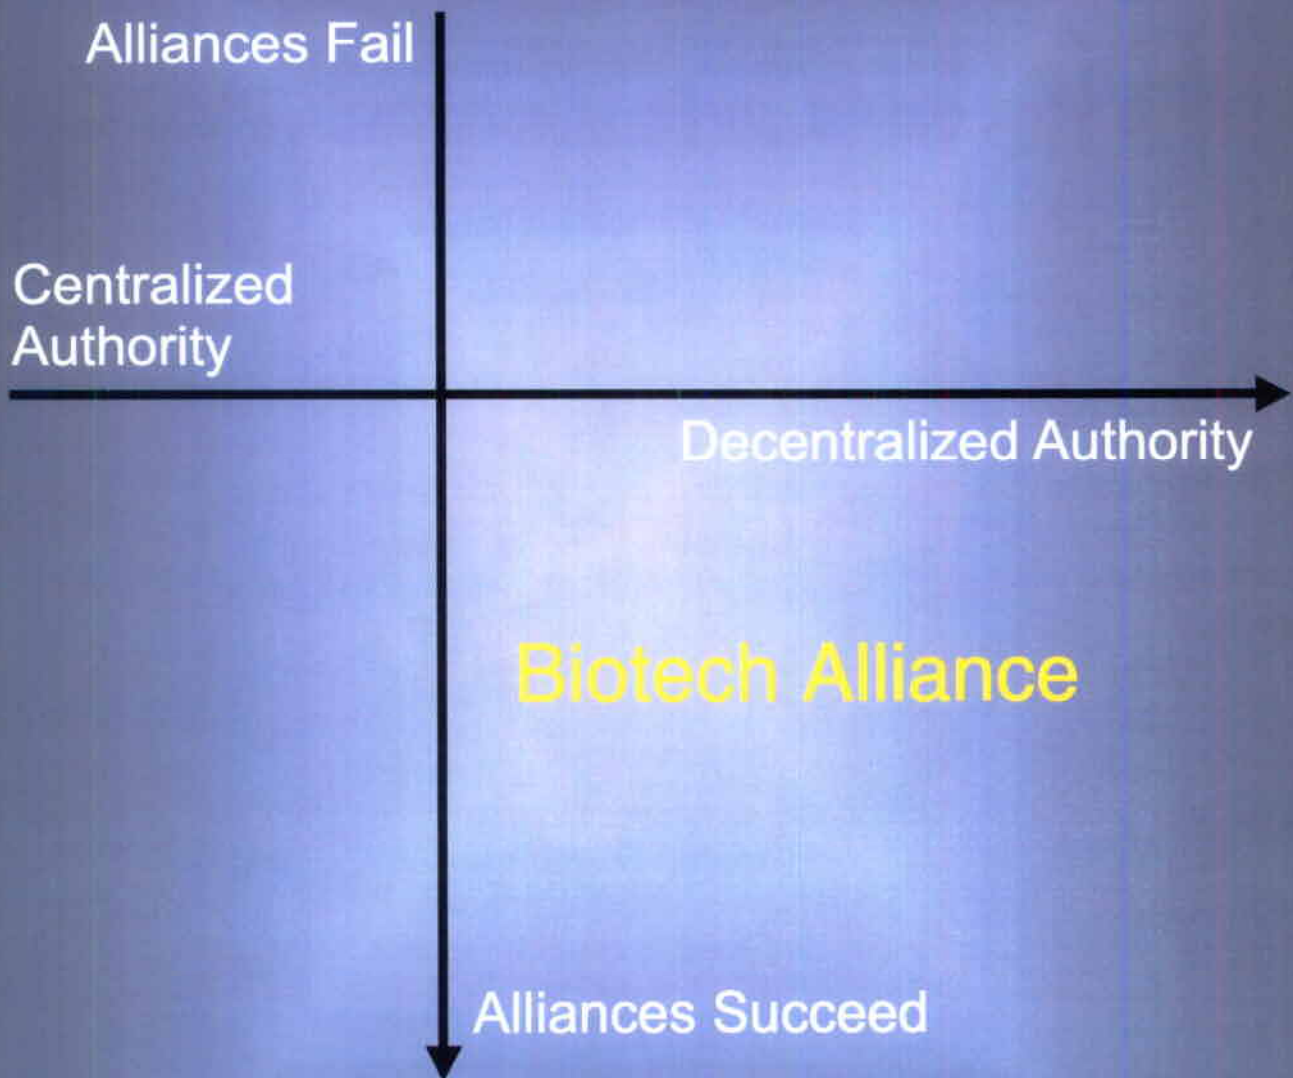 Alliances Fail
Centralized
Authority
Decentralized Authority
Biotech Alliance
Alliances Succeed